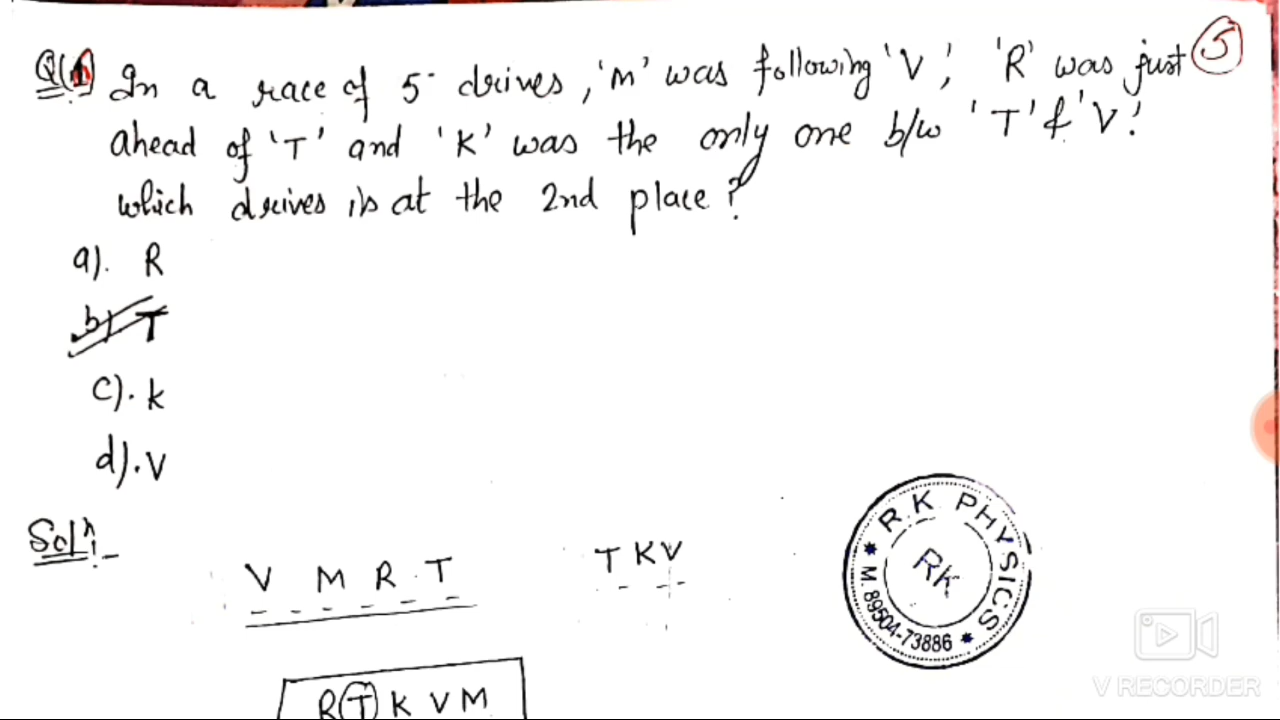 Q(1) In a race of 5 drives, 'M' was following 'V', 'R' was just (5)
ahead of 'T' and 'K' was the only one b/w 'T' & 'V'.
which drives is at the 2nd place?
a). R
b) T
c). K
d). V
Solⁿ:-
V M R T
T K V
R T K V M
R.K PHYSICS
RK
* M. 89504-73886 *
V RECORDER